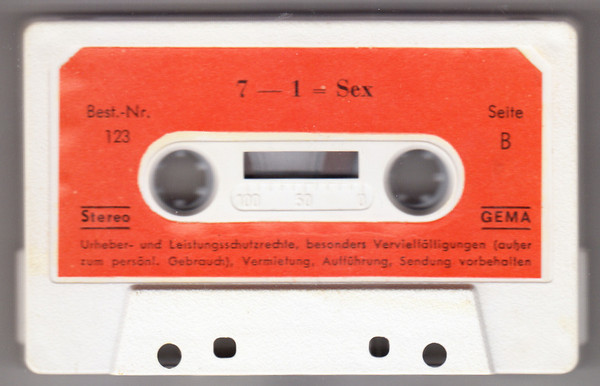 7 — 1 = Sex
Best.-Nr.
123
Seite
B
100 50 0
Stereo
GEMA
Urheber- und Leistungsschutzrechte, besonders Vervielfältigungen (außer
zum persönl. Gebrauch), Vermietung, Aufführung, Sendung vorbehalten